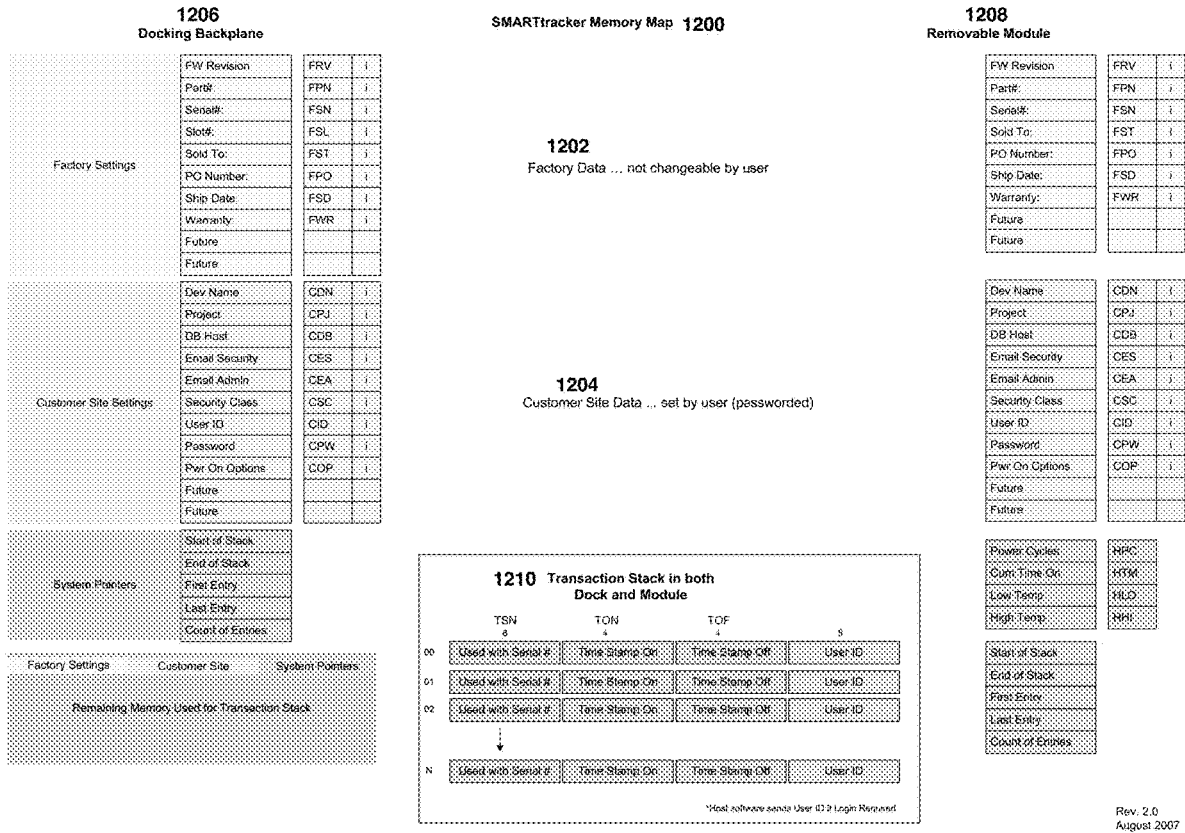 1206
Docking Backplane
SMARTtracker Memory Map 1200
1208
Removable Module
Factory Settings
FW Revision FRV i
Part#: FPN i
Serial#: FSN i
Slot#: FSL i
Sold To: FST i
PO Number: FPO i
Ship Date: FSD i
Warranty: FWR i
Future
Future
1202
Factory Data ... not changeable by user
FW Revision FRV i
Part#: FPN i
Serial#: FSN i
Sold To: FST i
PO Number: FPO i
Ship Date: FSD i
Warranty: FWR i
Future
Future
Customer Site Settings
Dev Name CDN i
Project CPJ i
DB Host CDB i
Email Security CES i
Email Admin CEA i
Security Class CSC i
User ID CID i
Password CPW i
Pwr On Options COP i
Future
Future
1204
Customer Site Data ... set by user (passworded)
Dev Name CDN i
Project CPJ i
DB Host CDB i
Email Security CES i
Email Admin CEA i
Security Class CSC i
User ID CID i
Password CPW i
Pwr On Options COP i
Future
Future
System Pointers
Start of Stack
End of Stack
First Entry
Last Entry
Count of Entries
Factory Settings Customer Site System Pointers
Remaining Memory Used for Transaction Stack
1210 Transaction Stack in both
Dock and Module
TSN TON TOF
6 4 4
00 Used with Serial # Time Stamp On Time Stamp Off User ID
01 Used with Serial # Time Stamp On Time Stamp Off User ID
02 Used with Serial # Time Stamp On Time Stamp Off User ID
N Used with Serial # Time Stamp On Time Stamp Off User ID
*Host software sends User ID Login Required
Power Cycles HPC
Cum Time On HTM
Low Temp HLO
High Temp HHI
Start of Stack
End of Stack
First Entry
Last Entry
Count of Entries
Rev. 2.0
August 2007